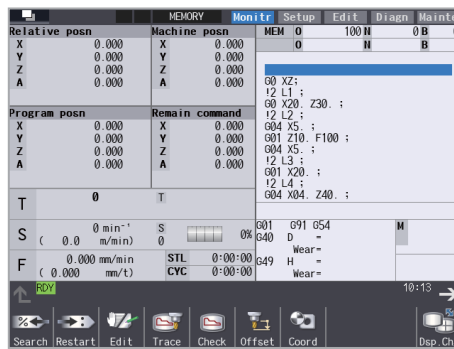 MEMORY Monitr Setup Edit Diagn Mainte
Relative posn Machine posn MEM O 100 N 0 B
X 0.000 X 0.000 O N B
Y 0.000 Y 0.000
Z 0.000 Z 0.000
A 0.000 A 0.000
Program posn Remain command
X 0.000 X 0.000
Y 0.000 Y 0.000
Z 0.000 Z 0.000
A 0.000 A 0.000
G0 XZ;
G0 X20. Z30. ;
!2 L1 ;
!2 L2 ;
G04 X5. ;
G01 Z10. F100 ;
G04 X5. ;
!2 L3 ;
G01 X20. ;
!2 L4 ;
G04 X04. Z40. ;
T 0 T
S 0 min⁻¹ S
( 0.0 m/min) 0 0%
F 0.000 mm/min STL 0:00:00
( 0.000 mm/t) CYC 0:00:00
G01 G91 G54 M
G40 D =
Wear=
G49 H =
Wear=
RDY 10:13
Search Restart Edit Trace Check Offset Coord Dsp.Ch